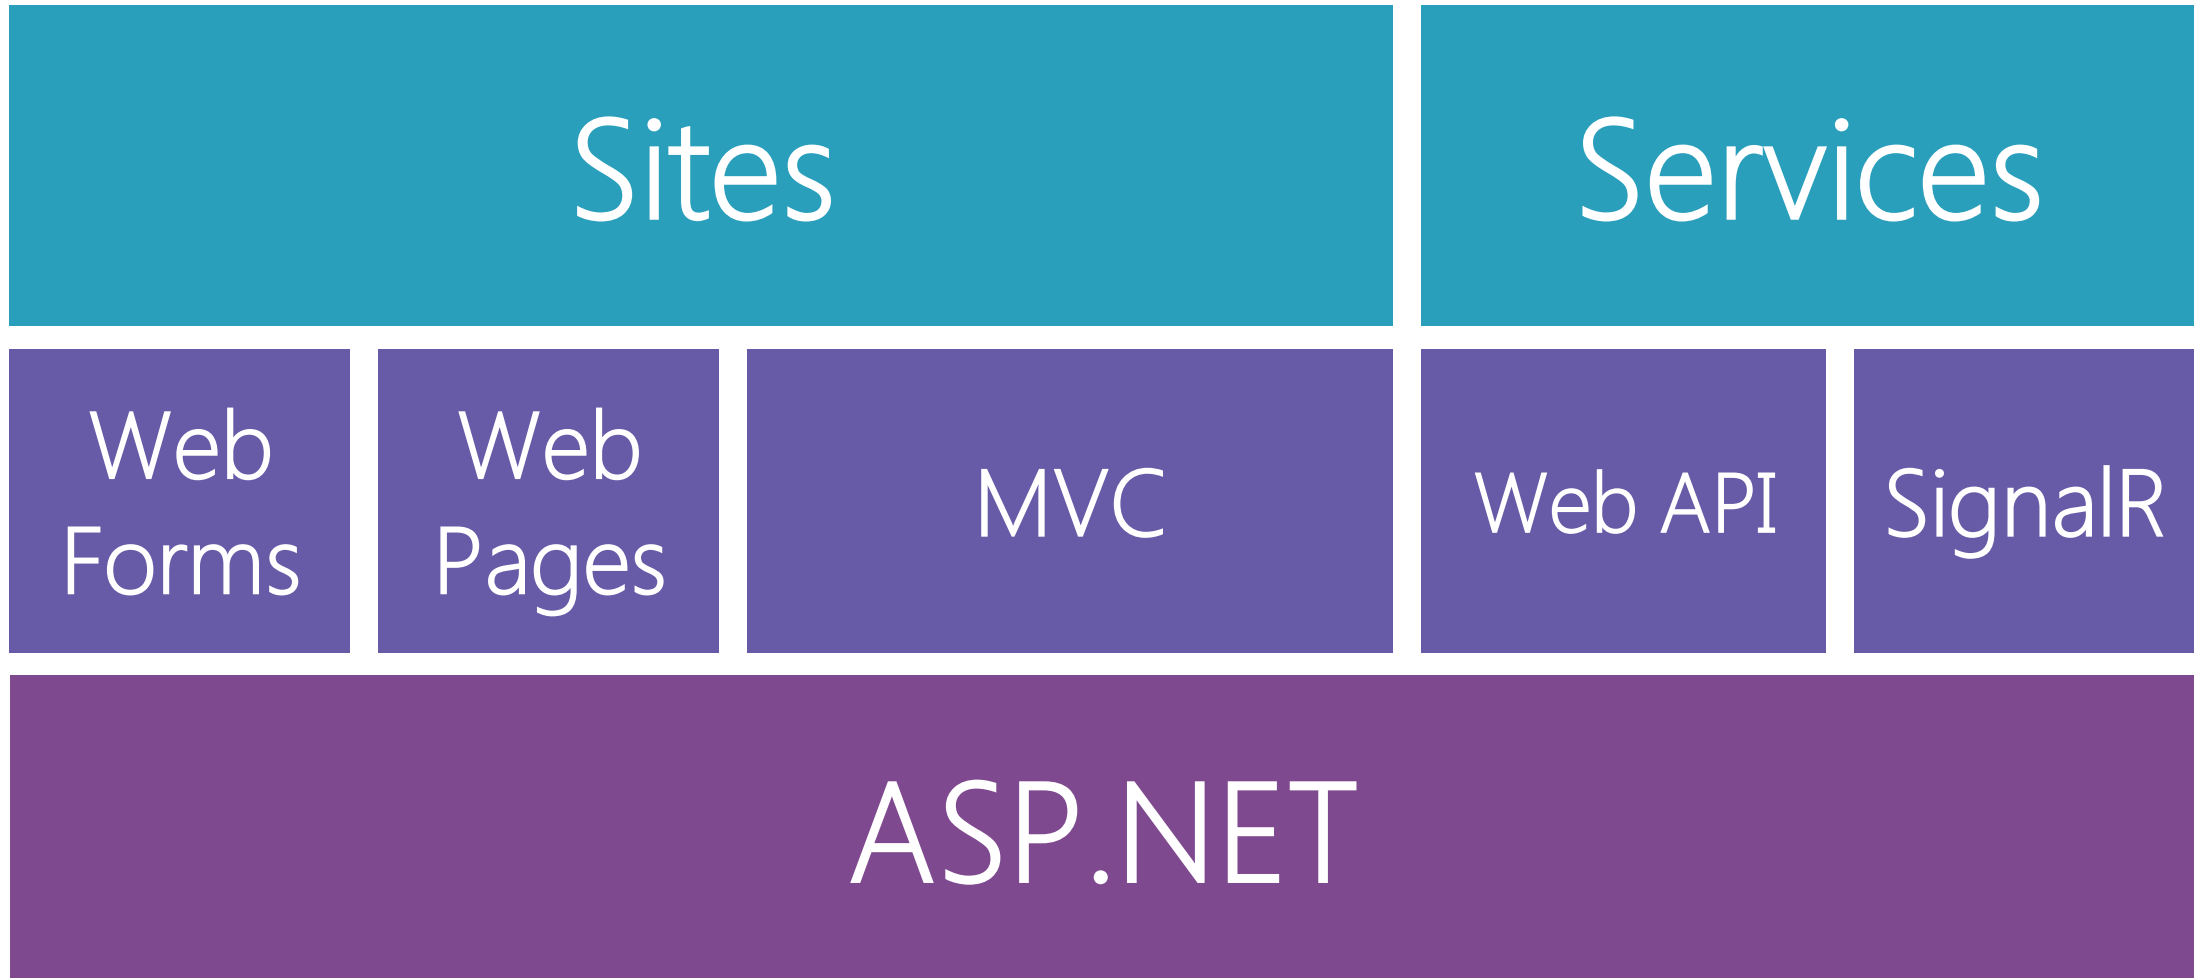 Sites
Services
Web
Forms
Web
Pages
MVC
Web API
SignalR
ASP.NET